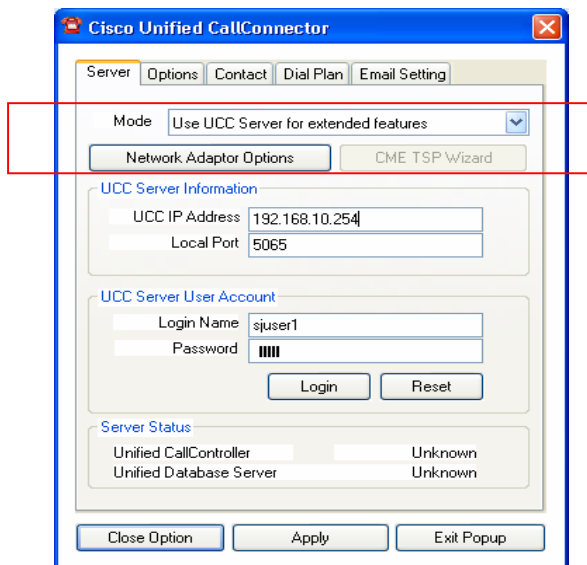 Cisco Unified CallConnector
Server Options Contact Dial Plan Email Setting
Mode Use UCC Server for extended features
Network Adaptor Options CME TSP Wizard
UCC Server Information
UCC IP Address 192.168.10.254
Local Port 5065
UCC Server User Account
Login Name sjuser1
Password
Login Reset
Server Status
Unified CallController Unknown
Unified Database Server Unknown
Close Option Apply Exit Popup